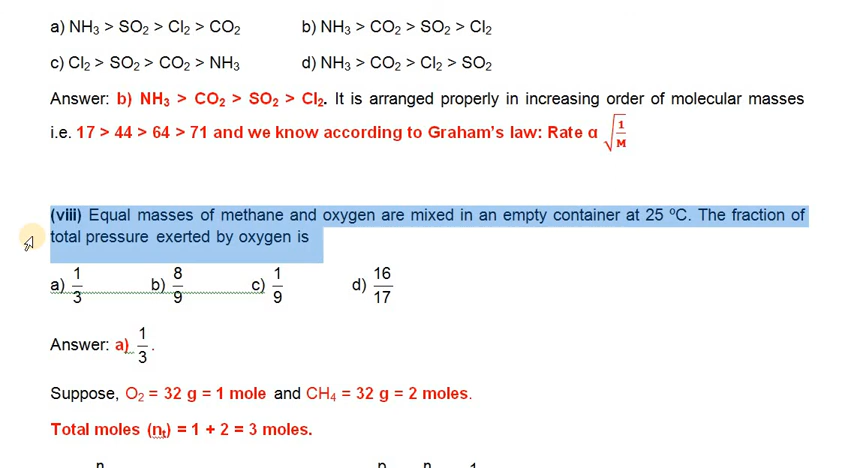 a) NH₃ > SO₂ > Cl₂ > CO₂ b) NH₃ > CO₂ > SO₂ > Cl₂
c) Cl₂ > SO₂ > CO₂ > NH₃ d) NH₃ > CO₂ > Cl₂ > SO₂
Answer: b) NH₃ > CO₂ > SO₂ > Cl₂. It is arranged properly in increasing order of molecular masses
i.e. 17 > 44 > 64 > 71 and we know according to Graham's law: Rate α √(1/M)
(viii) Equal masses of methane and oxygen are mixed in an empty container at 25 ºC. The fraction of
total pressure exerted by oxygen is
a) 1/3 b) 8/9 c) 1/9 d) 16/17
Answer: a) 1/3.
Suppose, O₂ = 32 g = 1 mole and CH₄ = 32 g = 2 moles.
Total moles (nₜ) = 1 + 2 = 3 moles.